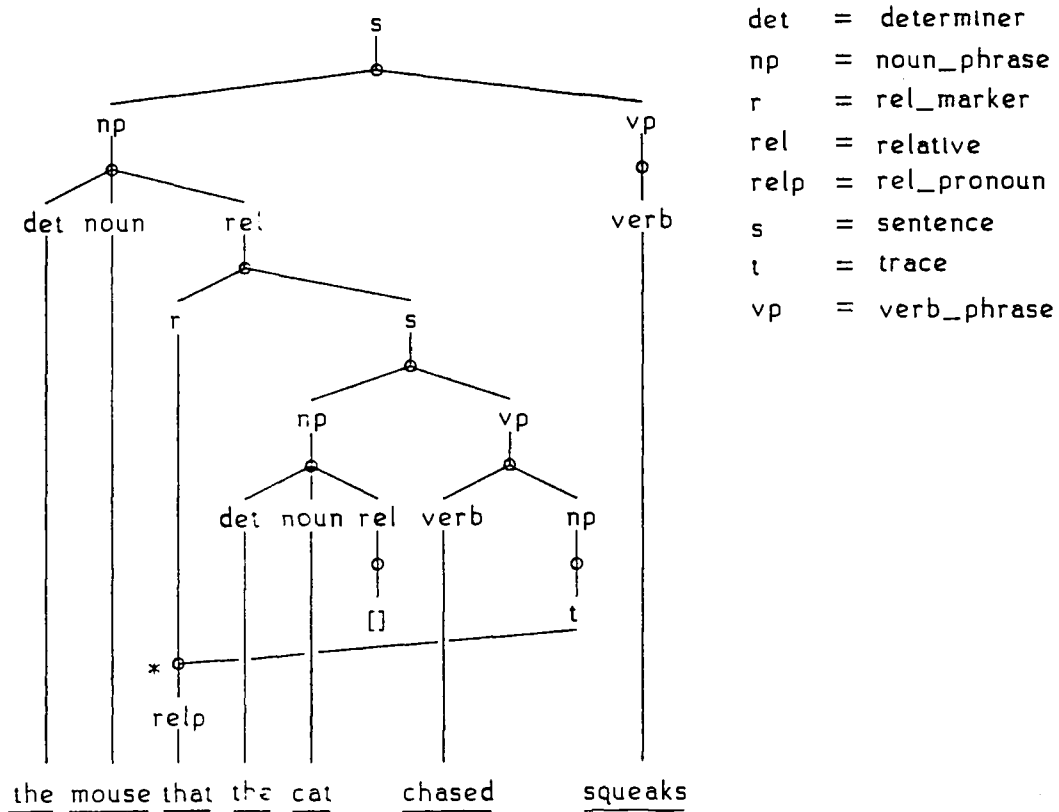 s
np vp
det noun rel verb
r s
np vp
det noun rel verb np
[] t
*
relp
the mouse that the cat chased squeaks
det = determiner
np = noun_phrase
r = rel_marker
rel = relative
relp = rel_pronoun
s = sentence
t = trace
vp = verb_phrase